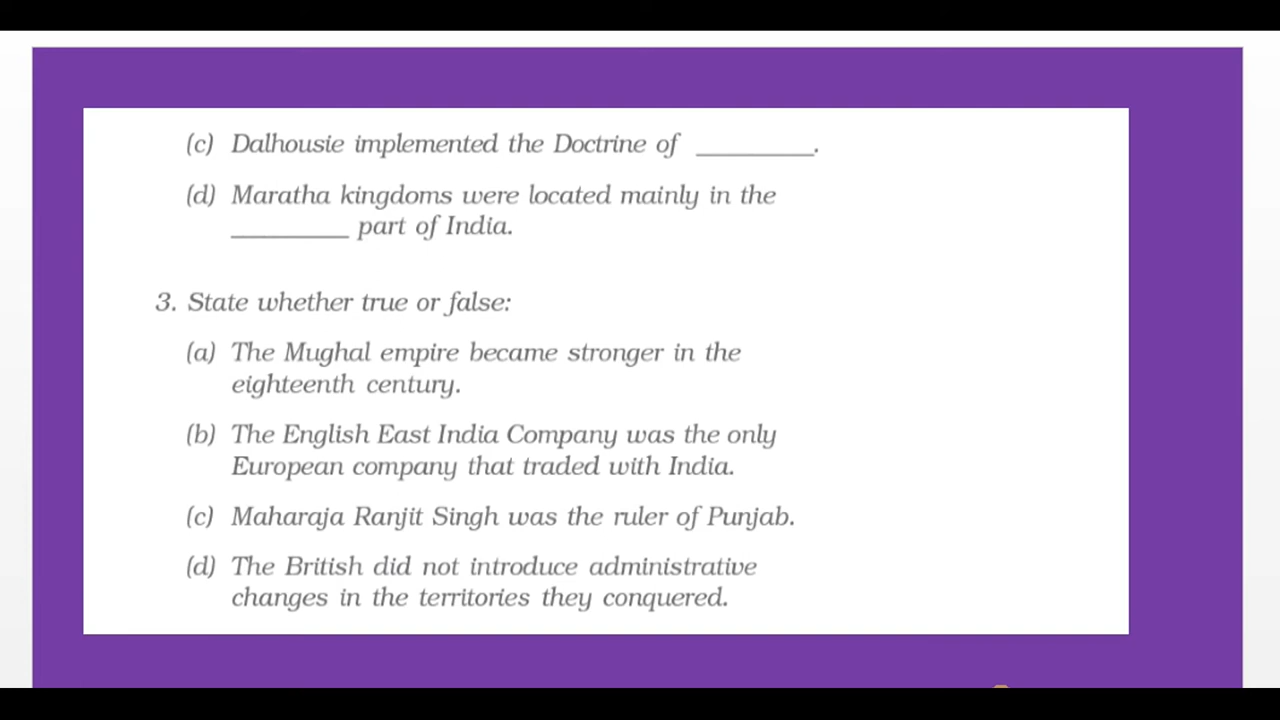 (c) Dalhousie implemented the Doctrine of _________.
(d) Maratha kingdoms were located mainly in the
_________ part of India.
3. State whether true or false:
(a) The Mughal empire became stronger in the
eighteenth century.
(b) The English East India Company was the only
European company that traded with India.
(c) Maharaja Ranjit Singh was the ruler of Punjab.
(d) The British did not introduce administrative
changes in the territories they conquered.